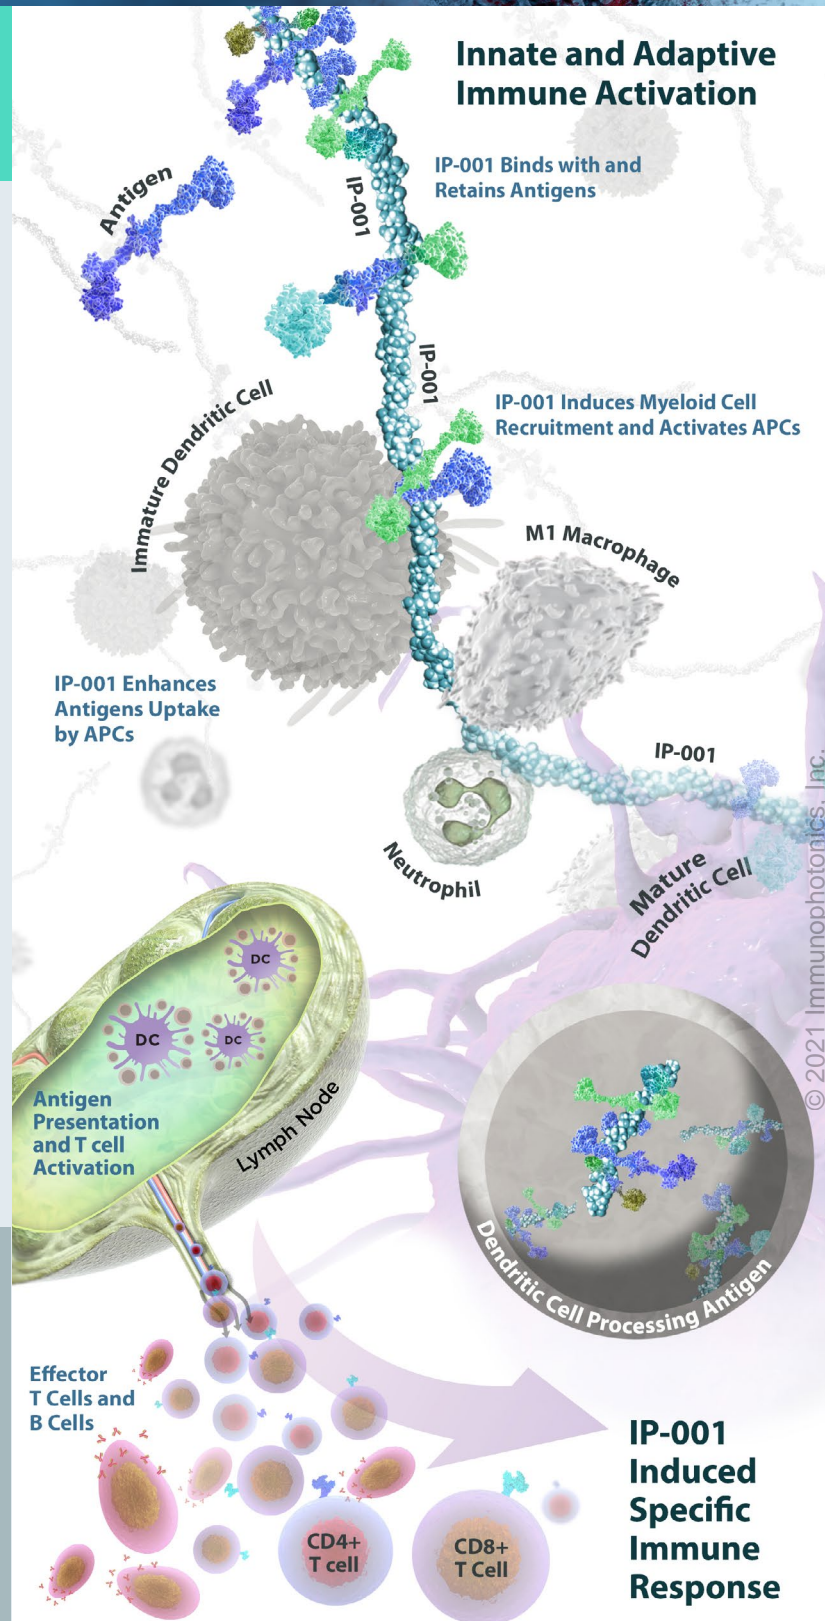 Innate and Adaptive
Immune Activation
IP-001 Binds with and
Retains Antigens
Antigen
IP-001
IP-001
Immature Dendritic Cell
IP-001 Induces Myeloid Cell
Recruitment and Activates APCs
M1 Macrophage
IP-001 Enhances
Antigens Uptake
by APCs
IP-001
Neutrophil
Mature
Dendritic Cell
© 2021 Immunophotonics, Inc.
DC
DC
DC
Antigen
Presentation
and T cell
Activation
Lymph Node
Dendritic Cell Processing Antigen
Effector
T Cells and
B Cells
CD4+
T cell
CD8+
T Cell
IP-001
Induced
Specific
Immune
Response